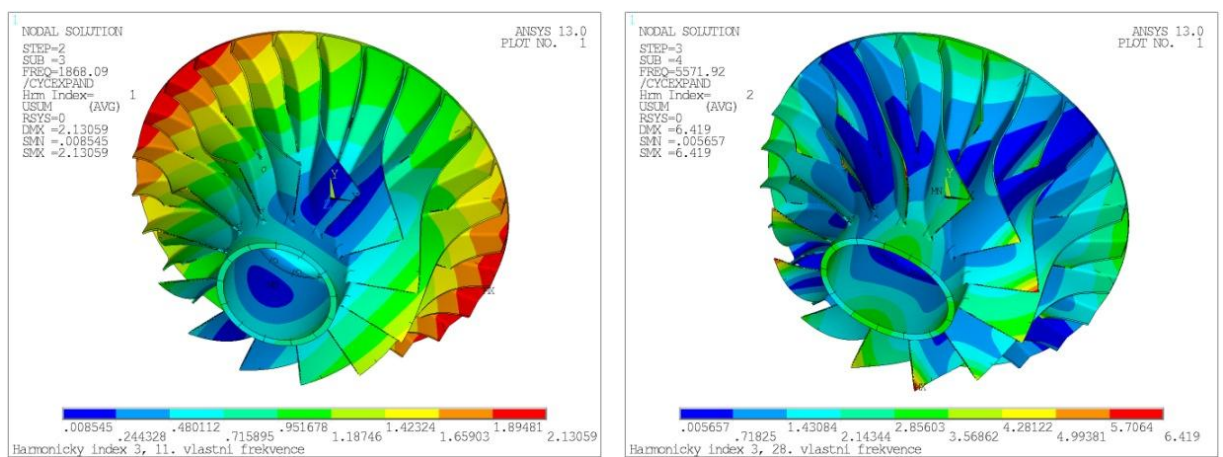 1
NODAL SOLUTION
STEP=2
SUB =3
FREQ=1868.09
/CYCEXPAND
Hrm Index= 1
USUM (AVG)
RSYS=0
DMX =2.13059
SMN =.008545
SMX =2.13059
ANSYS 13.0
PLOT NO. 1
Y
MX
.008545 .480112 .951678 1.42324 1.89481
.244328 .715895 1.18746 1.65903 2.13059
Harmonicky index 3, 11. vlastni frekvence
1
NODAL SOLUTION
STEP=3
SUB =4
FREQ=5571.92
/CYCEXPAND
Hrm Index= 2
USUM (AVG)
RSYS=0
DMX =6.419
SMN =.005657
SMX =6.419
ANSYS 13.0
PLOT NO. 1
Y
MN
MX
.005657 1.43084 2.85603 4.28122 5.7064
.71825 2.14344 3.56862 4.99381 6.419
Harmonicky index 3, 28. vlastni frekvence